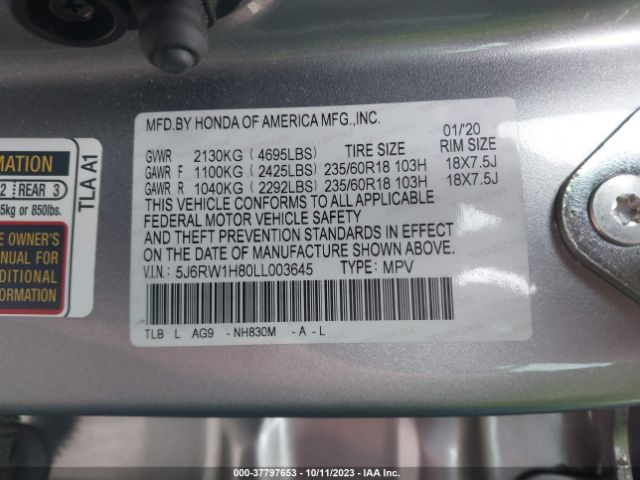 MFD.BY HONDA OF AMERICA MFG.,INC.
01/'20
GVWR - 2130KG ( 4695LBS) TIRE SIZE RIM SIZE
GAWR F - 1100KG ( 2425LBS) 235/60R18 103H 18X7.5J
GAWR R - 1040KG ( 2292LBS) 235/60R18 103H 18X7.5J
THIS VEHICLE CONFORMS TO ALL APPLICABLE
FEDERAL MOTOR VEHICLE SAFETY
AND THEFT PREVENTION STANDARDS IN EFFECT
ON THE DATE OF MANUFACTURE SHOWN ABOVE.
V.I.N.: 5J6RW1H80LL003645 TYPE: MPV
TLB L AG9 - NH830M - A - L
MATION
2 REAR 3
5kg or 850lbs.
E OWNER'S
MANUAL FOR
DDITIONAL
NFORMATION
TLA A1
000-37797653 - 10/11/2023 - IAA Inc.